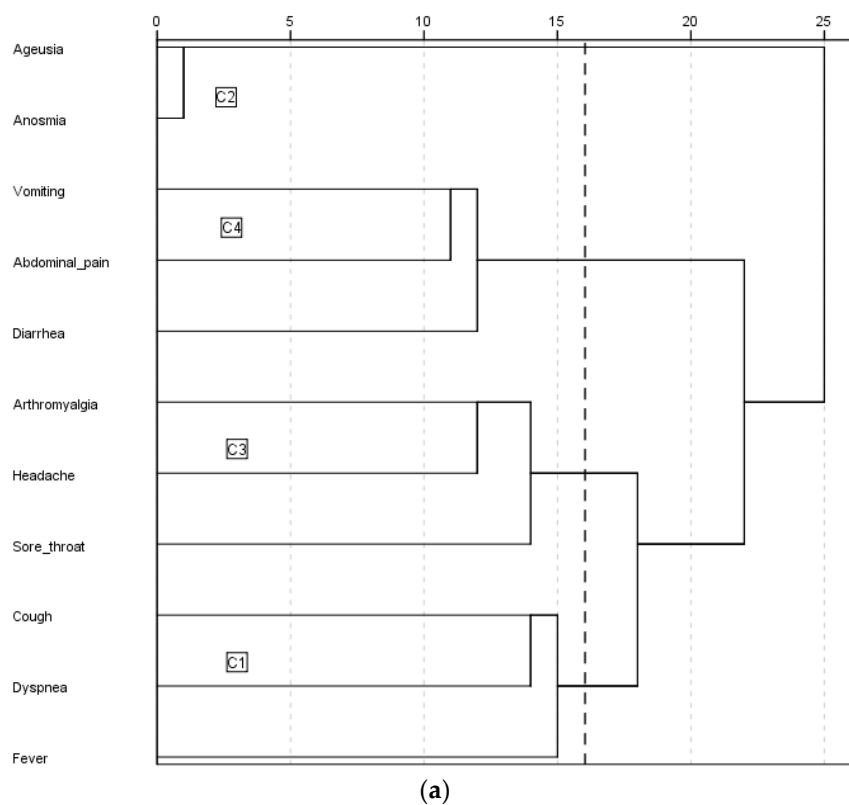 0 5 10 15 20 25
Ageusia
C2
Anosmia
Vomiting
C4
Abdominal_pain
Diarrhea
Arthromyalgia
C3
Headache
Sore_throat
Cough
C1
Dyspnea
Fever
(a)